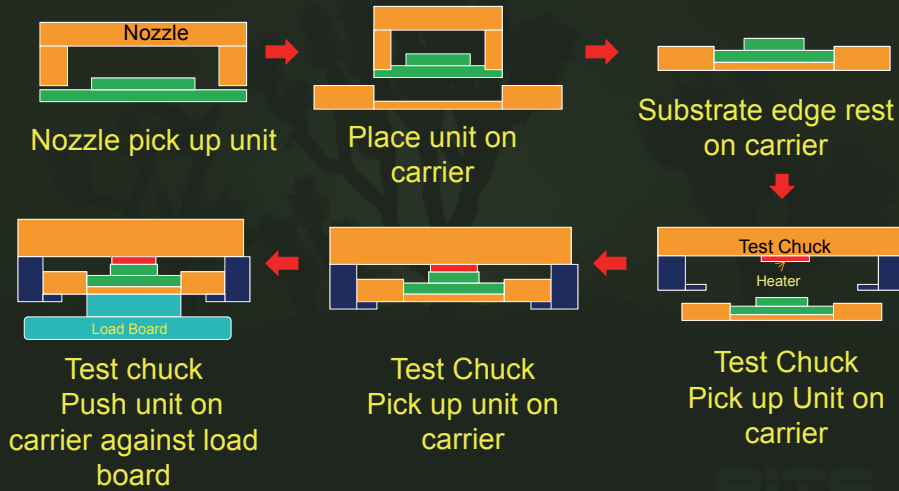 Nozzle
Nozzle pick up unit
Place unit on
carrier
Substrate edge rest
on carrier
Test Chuck
Heater
Test Chuck
Pick up Unit on
carrier
Test Chuck
Pick up unit on
carrier
Load Board
Test chuck
Push unit on
carrier against load
board
BiTS